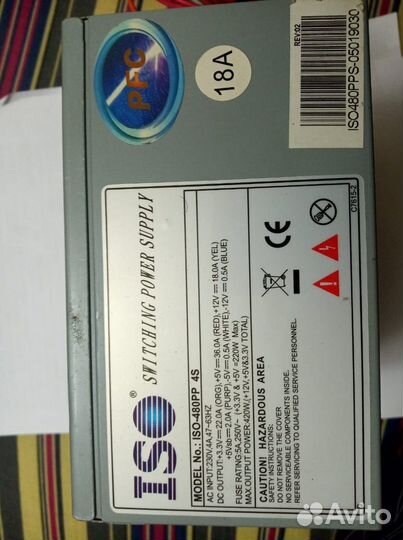 PFC
18A
REV:02
ISO480PPS-05019030
C7615-2
ISO®
SWITCHING POWER SUPPLY
MODEL No.: ISO-480PP 4S
AC INPUT:230V,4A,47-63HZ
DC OUTPUT:+3.3V⎓22.0A (ORG),+5V⎓36.0A (RED),+12V⎓18.0A (YEL)
+5Vsb⎓2.0A (PURP),-5V⎓0.5A (WHITE),-12V⎓0.5A (BLUE)
FUSE RATING:5A,250V~ (+3.3V & +5V =220W Max)
MAX.OUTPUT POWER:420W,(+12V,+5V&3.3V TOTAL)
CAUTION! HAZARDOUS AREA
DO NOT REMOVE THE COVER
NO SERVICEABLE COMPONENTS INSIDE.
REFER TO QUALIFIED SERVICE PERSONNEL.
CE
Avito